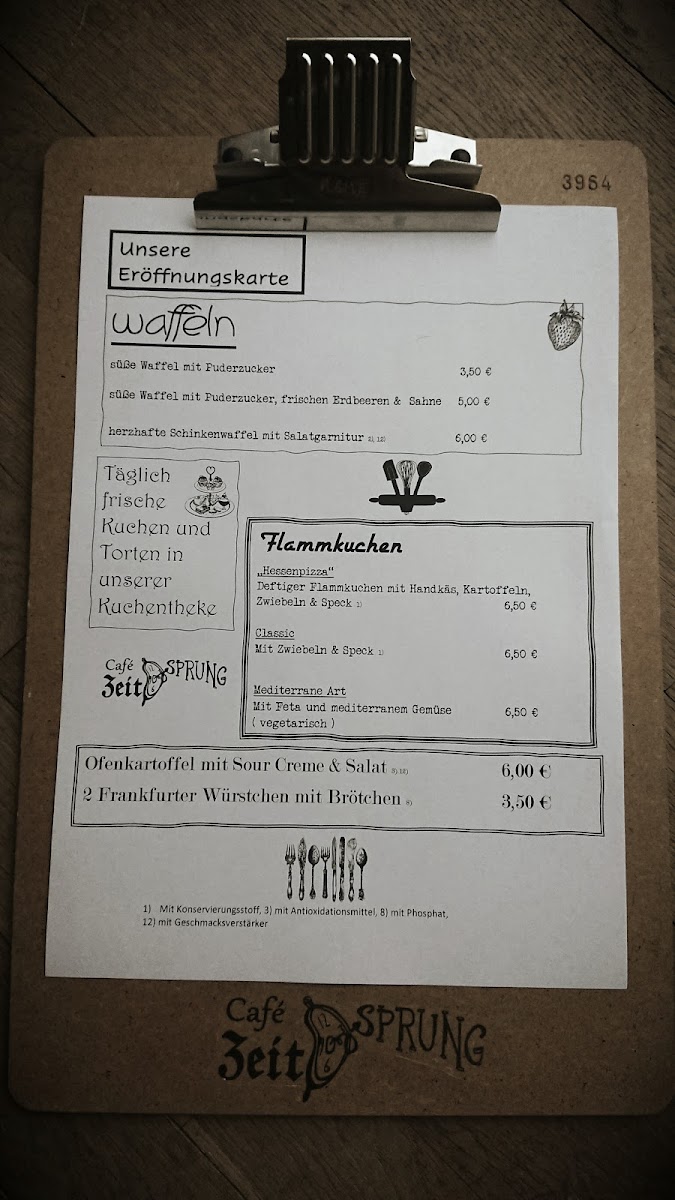 3964
Unsere
Eröffnungskarte
waffeln
süße Waffel mit Puderzucker 3,50 €
süße Waffel mit Puderzucker, frischen Erdbeeren & Sahne 5,00 €
herzhafte Schinkenwaffel mit Salatgarnitur 6,00 €
Täglich
frische
Kuchen und
Torten in
unserer
Kuchentheke
Café
Zeit SPRUNG
Flammkuchen
„Hessenpizza“
Deftiger Flammkuchen mit Handkäs, Kartoffeln,
Zwiebeln & Speck 1) 6,50 €
Classic
Mit Zwiebeln & Speck 1) 6,50 €
Mediterrane Art
Mit Feta und mediterranem Gemüse 6,50 €
( vegetarisch )
Ofenkartoffel mit Sour Creme & Salat 6,00 €
2 Frankfurter Würstchen mit Brötchen 3,50 €
1) Mit Konservierungsstoff, 3) mit Antioxidationsmittel, 8) mit Phosphat,
12) mit Geschmacksverstärker
Café
Zeit SPRUNG